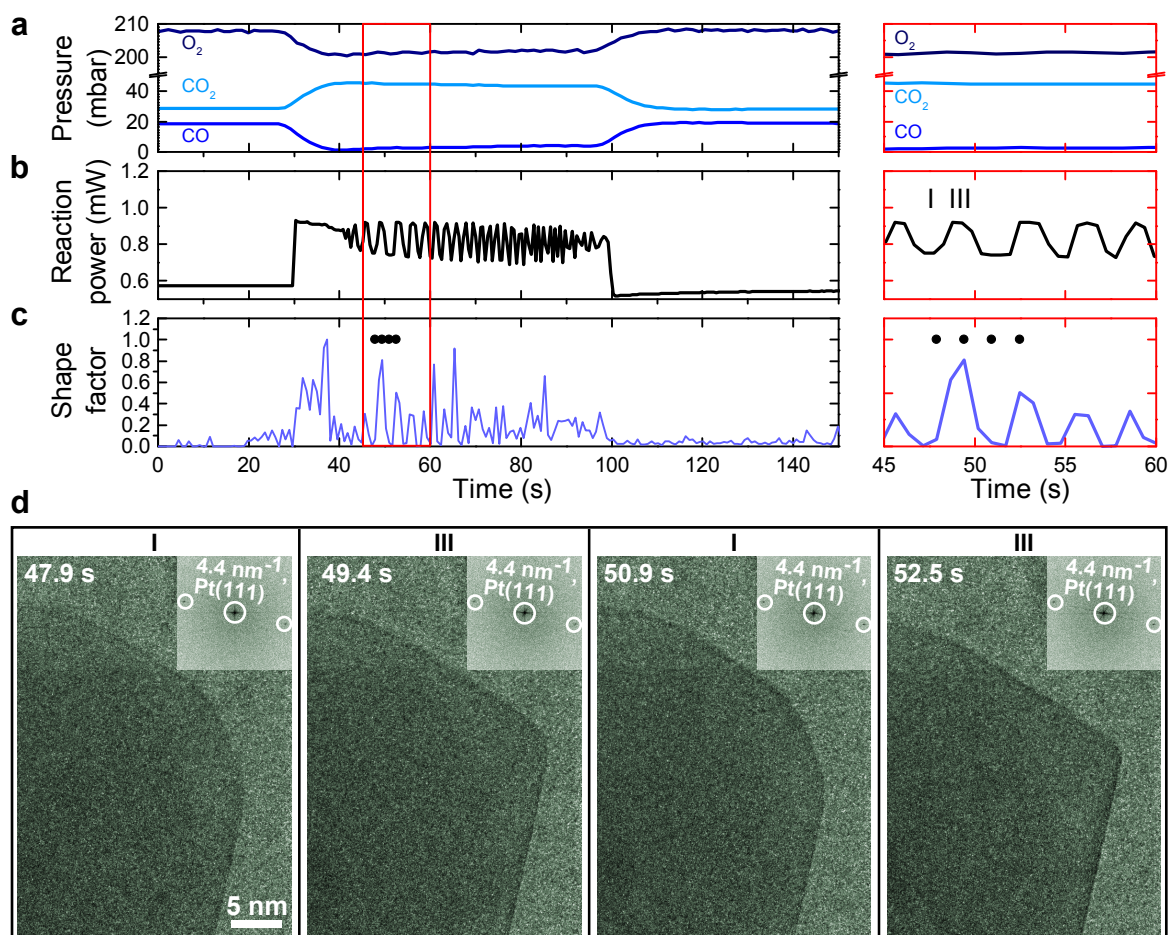 a
Pressure
(mbar)
210
200
40
20
0
O₂
CO₂
CO
O₂
CO₂
CO
b
Reaction
power (mW)
1.2
1.0
0.8
0.6
I III
c
Shape
factor
1.2
1.0
0.8
0.6
0.4
0.2
0.0
0 20 40 60 80 100 120 140
Time (s)
45 50 55 60
Time (s)
d
I III I III
47.9 s
4.4 nm⁻¹,
Pt(111)
5 nm
49.4 s
4.4 nm⁻¹,
Pt(111)
50.9 s
4.4 nm⁻¹,
Pt(111)
52.5 s
4.4 nm⁻¹,
Pt(111)